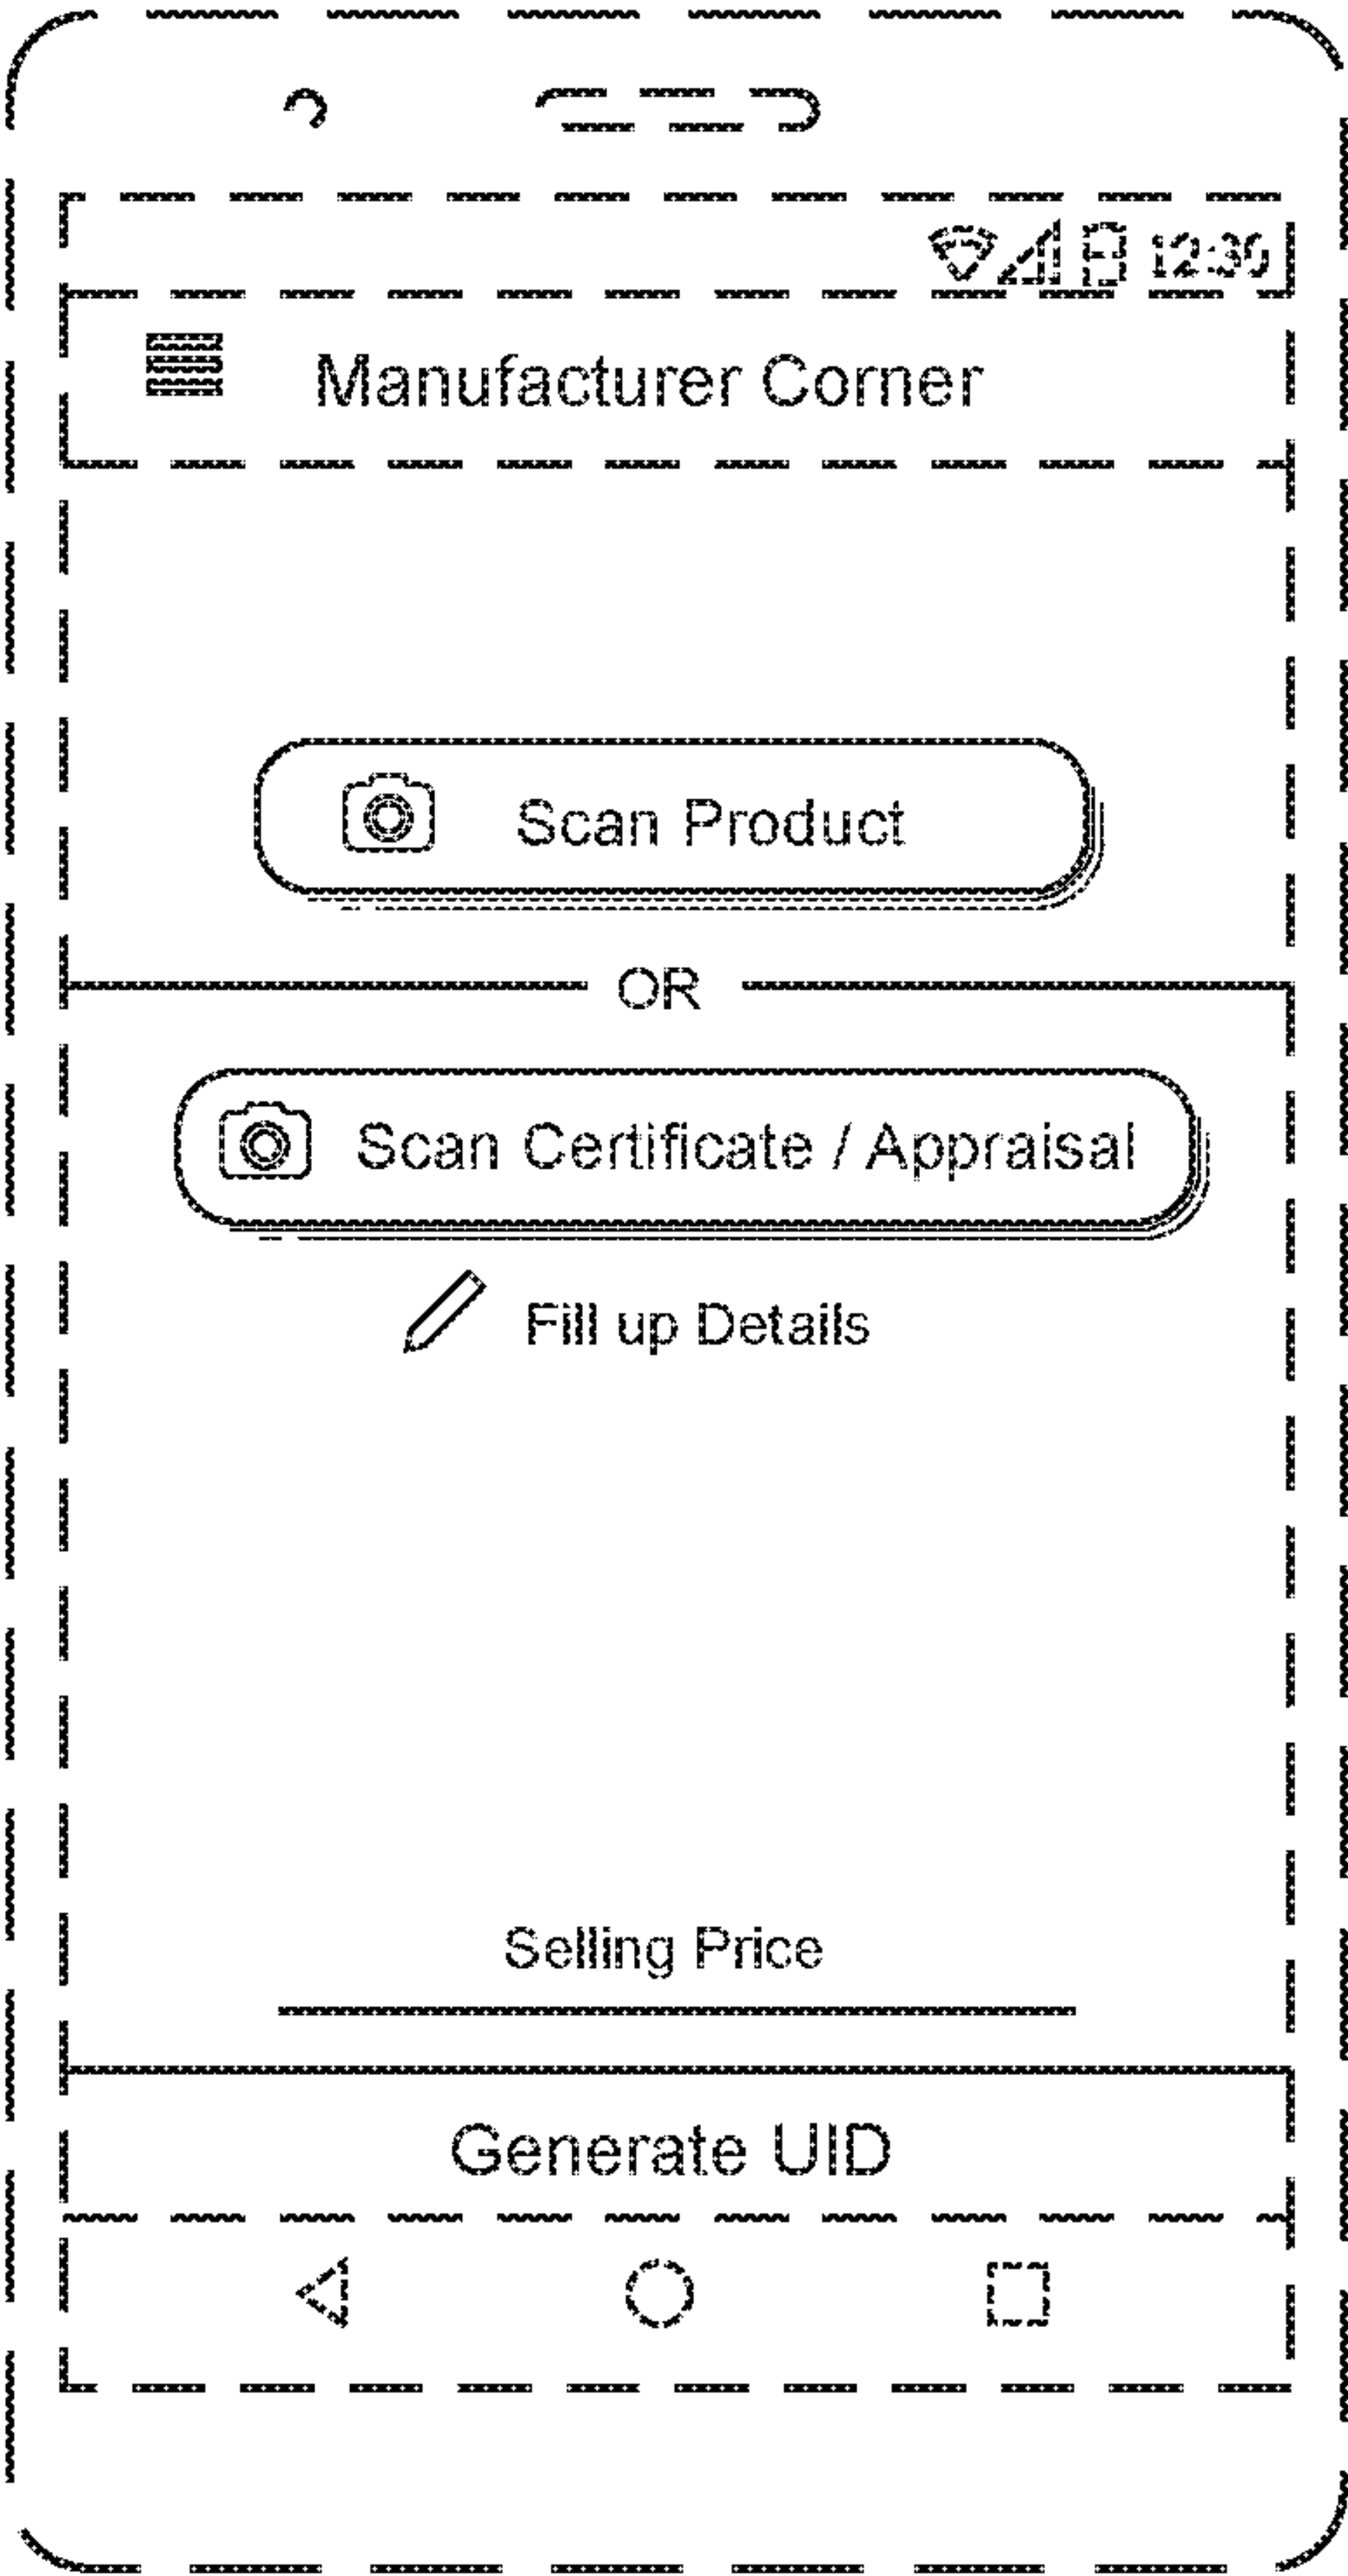 12:30
Manufacturer Corner
Scan Product
OR
Scan Certificate / Appraisal
Fill up Details
Selling Price
Generate UID